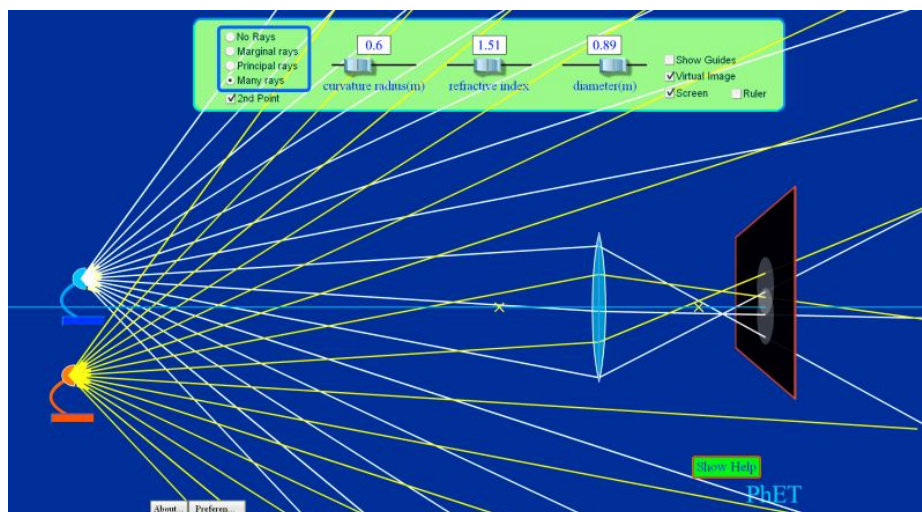 No Rays
Marginal rays
Principal rays
Many rays
2nd Point
0.6
curvature radius(m)
1.51
refractive index
0.89
diameter(m)
Show Guides
Virtual Image
Screen
Ruler
Show Help
PhET
About...
Preferen...